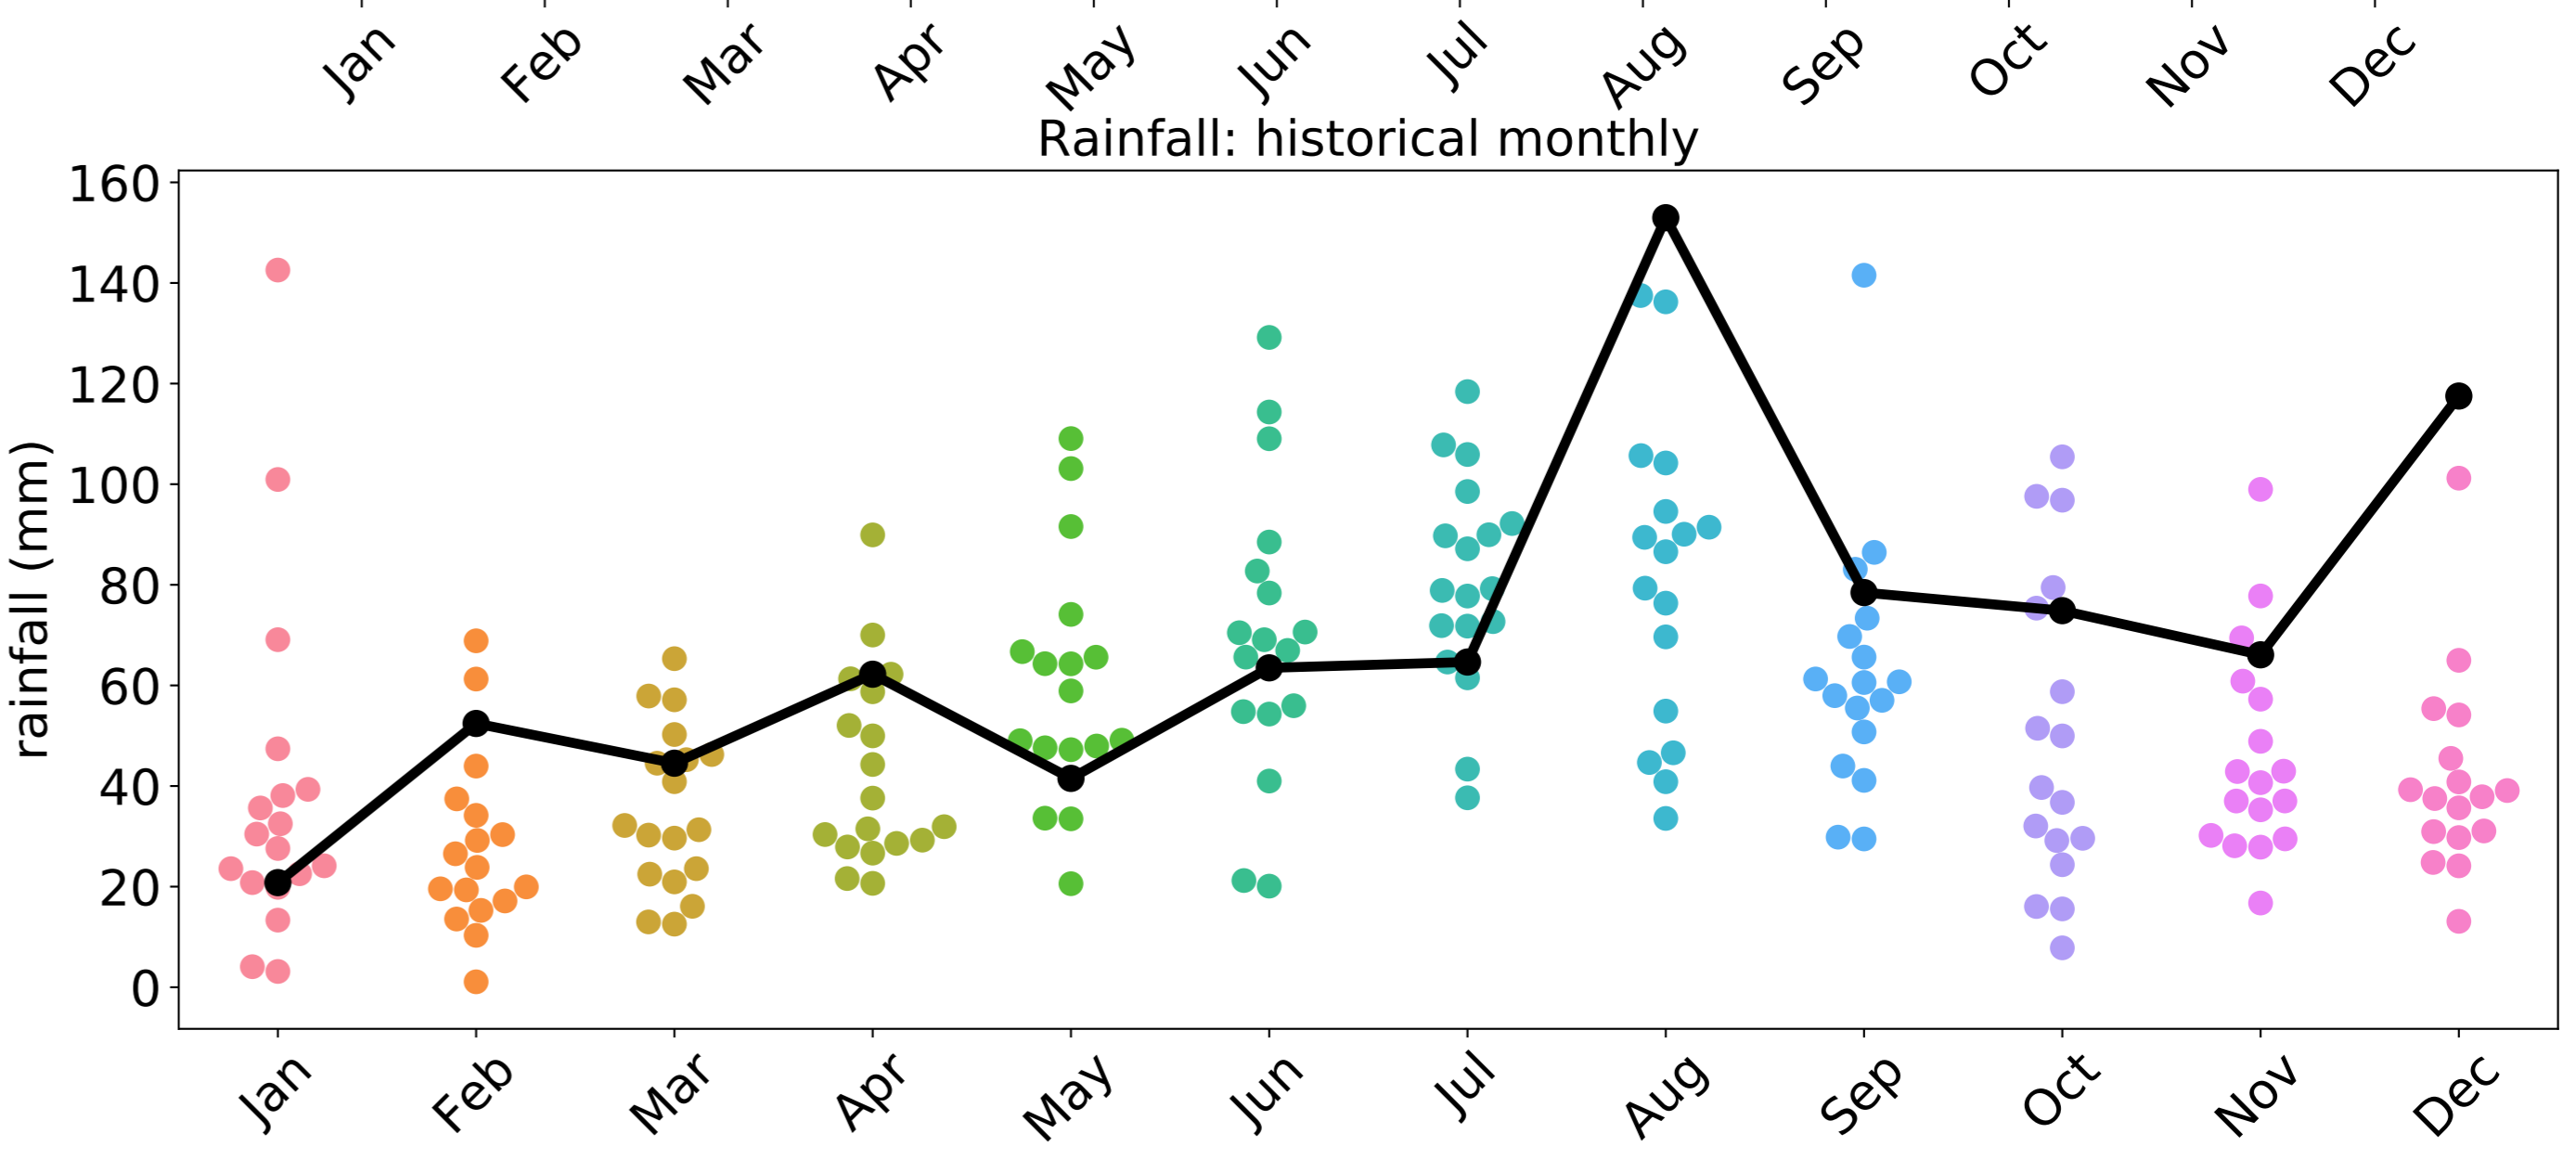 Jan Feb Mar Apr May Jun Jul Aug Sep Oct Nov Dec
Rainfall: historical monthly
160
140
120
100
80
60
40
20
0
rainfall (mm)
Jan Feb Mar Apr May Jun Jul Aug Sep Oct Nov Dec